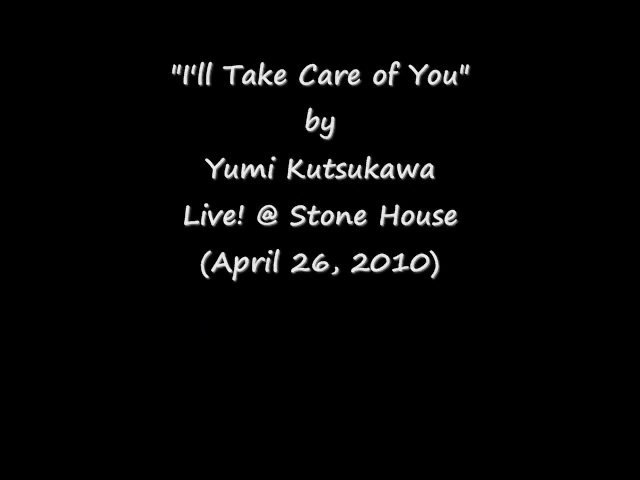 "I'll Take Care of You"
by
Yumi Kutsukawa
Live! @ Stone House
(April 26, 2010)